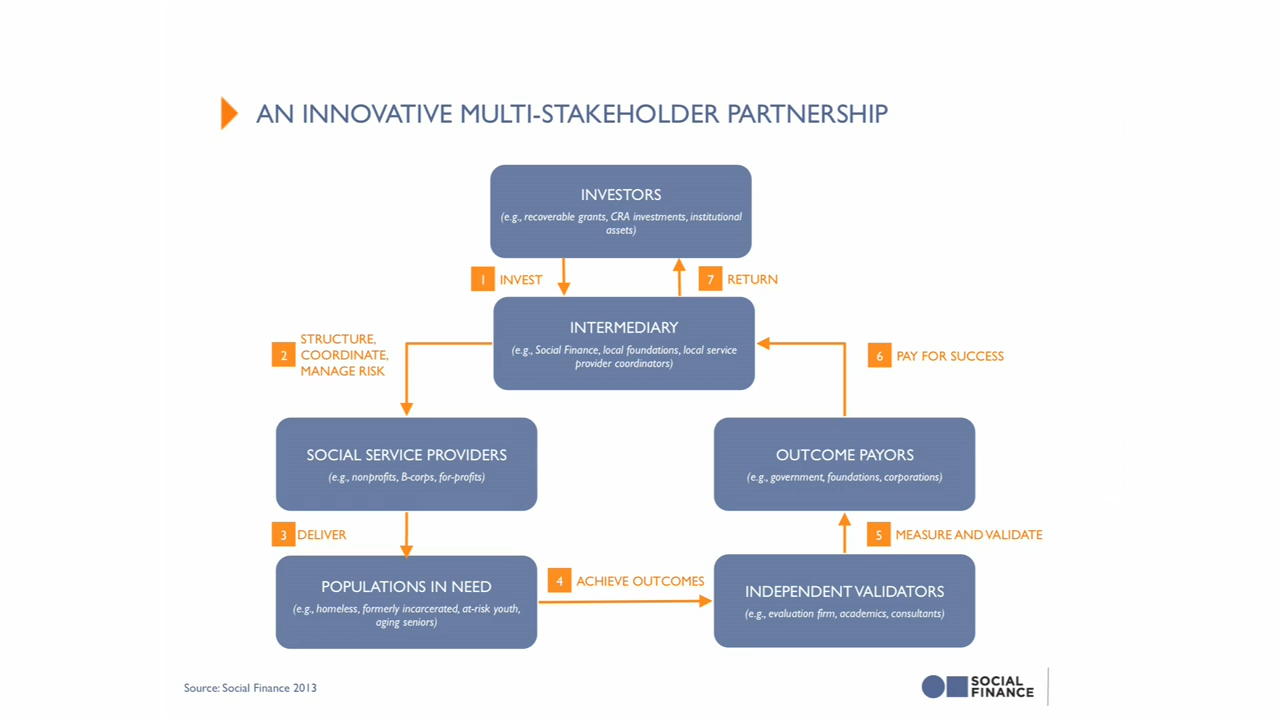 AN INNOVATIVE MULTI-STAKEHOLDER PARTNERSHIP
INVESTORS
(e.g., recoverable grants, CRA investments, institutional
assets)
1 INVEST
7 RETURN
INTERMEDIARY
(e.g., Social Finance, local foundations, local service
provider coordinators)
2 STRUCTURE,
COORDINATE,
MANAGE RISK
6 PAY FOR SUCCESS
SOCIAL SERVICE PROVIDERS
(e.g., nonprofits, B-corps, for-profits)
OUTCOME PAYORS
(e.g., government, foundations, corporations)
3 DELIVER
5 MEASURE AND VALIDATE
POPULATIONS IN NEED
(e.g., homeless, formerly incarcerated, at-risk youth,
aging seniors)
4 ACHIEVE OUTCOMES
INDEPENDENT VALIDATORS
(e.g., evaluation firm, academics, consultants)
Source: Social Finance 2013
SOCIAL
FINANCE